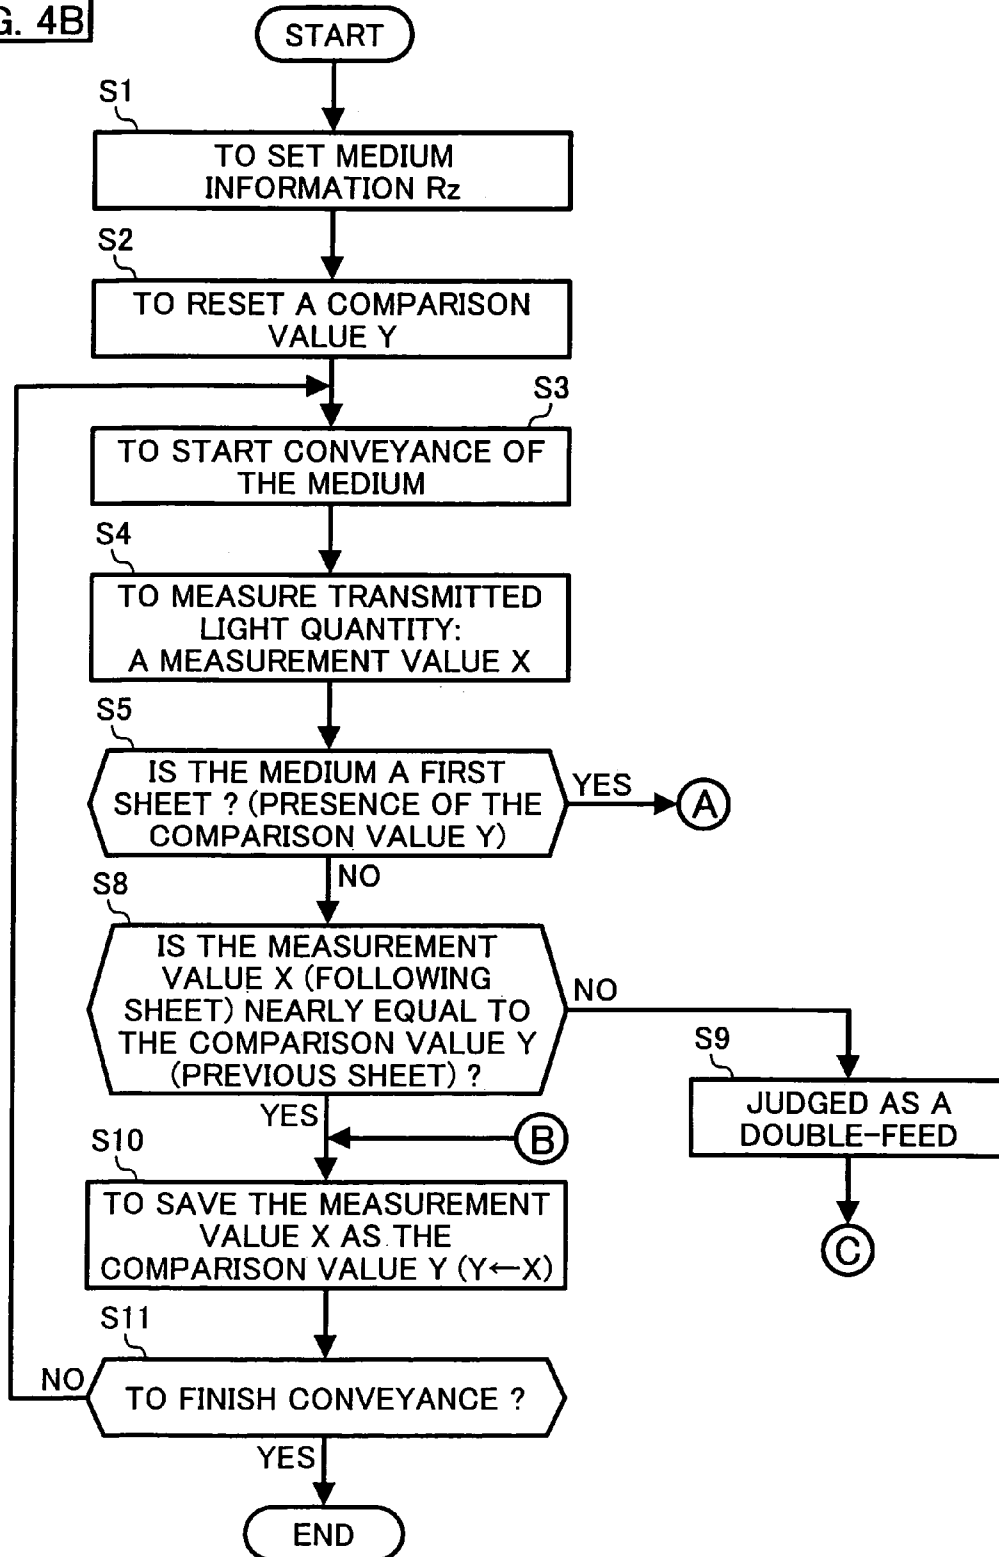 G. 4B
START
S1
TO SET MEDIUM
INFORMATION Rz
S2
TO RESET A COMPARISON
VALUE Y
S3
TO START CONVEYANCE OF
THE MEDIUM
S4
TO MEASURE TRANSMITTED
LIGHT QUANTITY:
A MEASUREMENT VALUE X
S5
IS THE MEDIUM A FIRST
SHEET ? (PRESENCE OF THE
COMPARISON VALUE Y)
YES
A
NO
S8
IS THE MEASUREMENT
VALUE X (FOLLOWING
SHEET) NEARLY EQUAL TO
THE COMPARISON VALUE Y
(PREVIOUS SHEET) ?
NO
S9
JUDGED AS A
DOUBLE-FEED
C
YES
B
S10
TO SAVE THE MEASUREMENT
VALUE X AS THE
COMPARISON VALUE Y (Y←X)
S11
TO FINISH CONVEYANCE ?
NO
YES
END